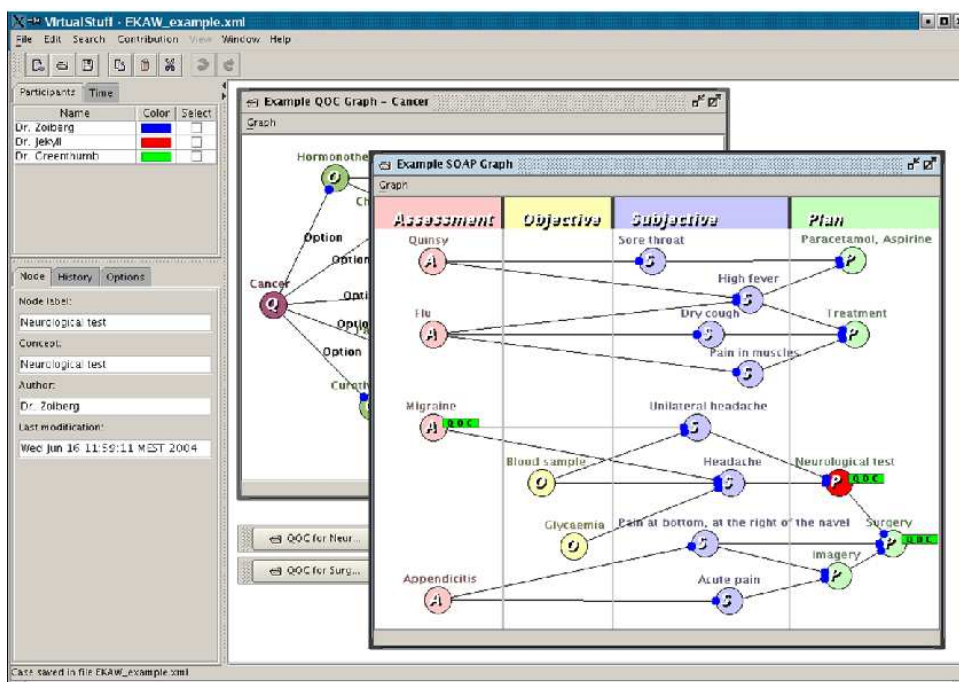 VirtualStuff - EKAW_example.xml
File Edit Search Contribution View Window Help
Participants Time
Name Color Select
Dr. Zoiberg
Dr. Jekyll
Dr. Greenthumb
Node History Options
Node label:
Neurological test
Concept:
Neurological test
Author:
Dr. Zoiberg
Last modification:
Wed Jun 16 11:59:11 MEST 2004
Example QOC Graph - Cancer
Graph
Hormonothe
O
Ch
Option
Option
Cancer
Q
Opti
Option
Option
Curativ
QOC for Neur...
QOC for Surg...
Example SOAP Graph
Graph
Assessment Objective Subjective Plan
Quinsy Sore throat Paracetamol, Aspirine
A S P
High fever
S
Flu Dry cough Treatment
A S P
Pain in muscles
S
Migraine Unilateral headache
A QOC S
Blood sample Headache Neurological test
O S P QOC
Glycaemia Pain at bottom, at the right of the navel Surgery
O S P QOC
Imagery
P
Appendicitis Acute pain
A S
Case saved in file EKAW_example.xml